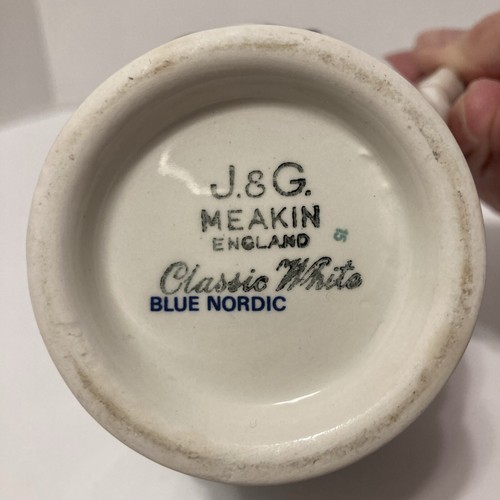 J.&G.
MEAKIN
ENGLAND
Classic White
BLUE NORDIC